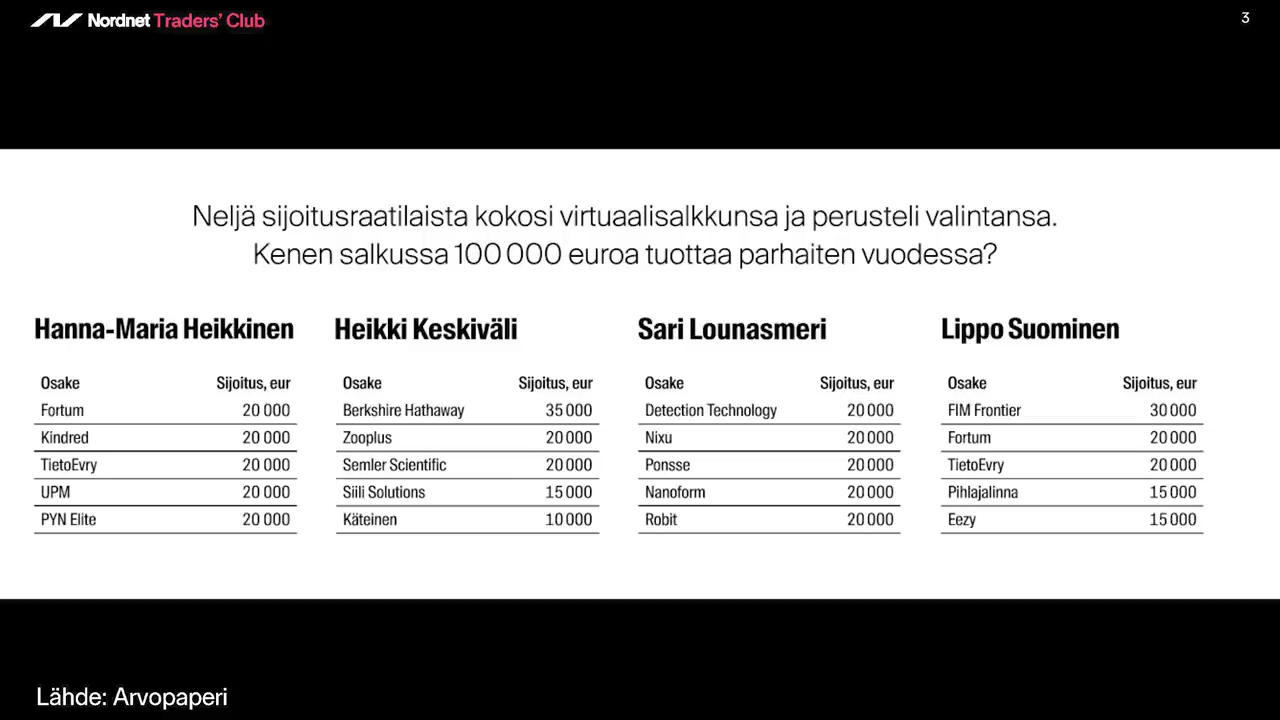 Nordnet Traders' Club
3
Neljä sijoitusraatilaista kokosi virtuaalisalkkunsa ja perusteli valintansa.
Kenen salkussa 100 000 euroa tuottaa parhaiten vuodessa?
Hanna-Maria Heikkinen
Osake Sijoitus, eur
Fortum 20 000
Kindred 20 000
TietoEvry 20 000
UPM 20 000
PYN Elite 20 000
Heikki Keskiväli
Osake Sijoitus, eur
Berkshire Hathaway 35 000
Zooplus 20 000
Semler Scientific 20 000
Siili Solutions 15 000
Käteinen 10 000
Sari Lounasmeri
Osake Sijoitus, eur
Detection Technology 20 000
Nixu 20 000
Ponsse 20 000
Nanoform 20 000
Robit 20 000
Lippo Suominen
Osake Sijoitus, eur
FIM Frontier 30 000
Fortum 20 000
TietoEvry 20 000
Pihlajalinna 15 000
Eezy 15 000
Lähde: Arvopaperi